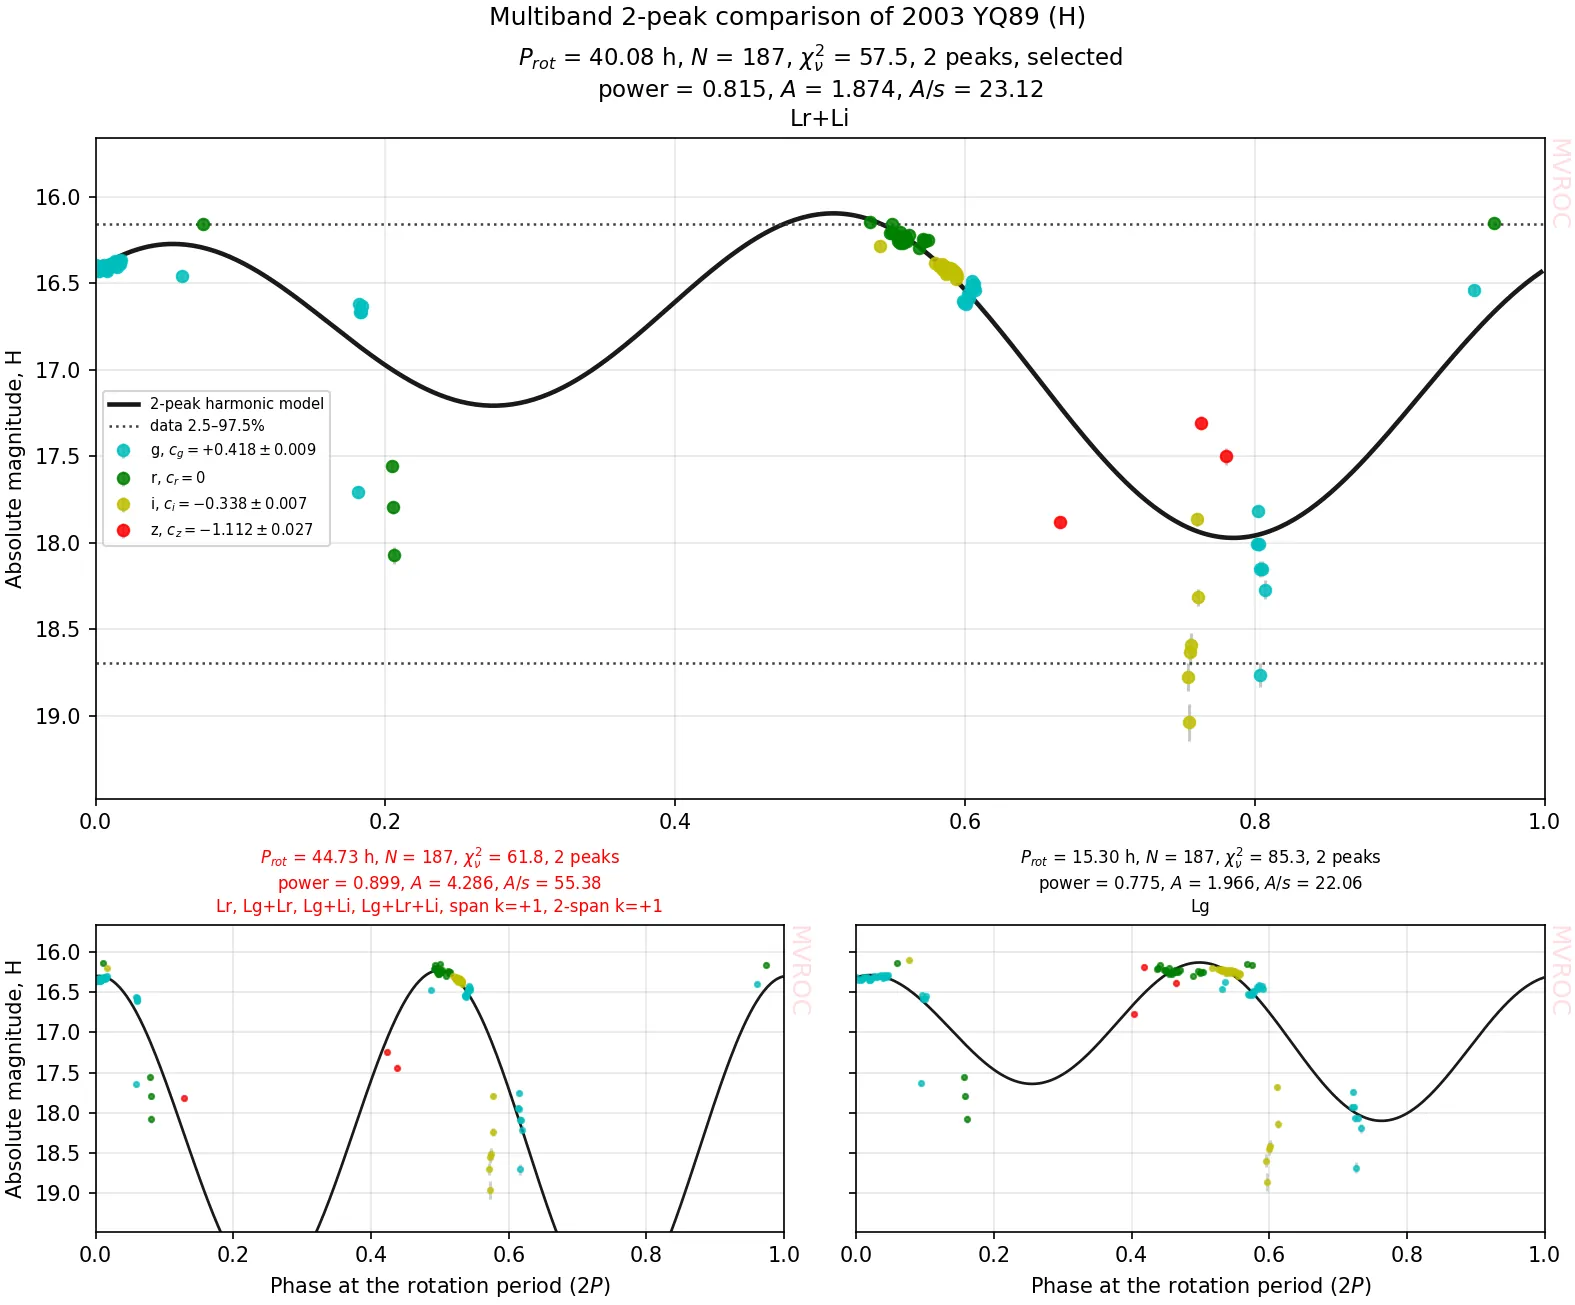 Multiband 2-peak comparison of 2003 YQ89 (H)
P_rot = 40.08 h, N = 187, χ²_ν = 57.5, 2 peaks, selected
power = 0.815, A = 1.874, A/s = 23.12
Lr+Li
MVROC
Absolute magnitude, H
16.0
16.5
17.0
17.5
18.0
18.5
19.0
2-peak harmonic model
data 2.5–97.5%
g, c_g = +0.418 ± 0.009
r, c_r = 0
i, c_i = −0.338 ± 0.007
z, c_z = −1.112 ± 0.027
0.0 0.2 0.4 0.6 0.8 1.0
P_rot = 44.73 h, N = 187, χ²_ν = 61.8, 2 peaks
power = 0.899, A = 4.286, A/s = 55.38
Lr, Lg+Lr, Lg+Li, Lg+Lr+Li, span k=+1, 2-span k=+1
MVROC
Absolute magnitude, H
16.0
16.5
17.0
17.5
18.0
18.5
19.0
0.0 0.2 0.4 0.6 0.8 1.0
Phase at the rotation period (2P)
P_rot = 15.30 h, N = 187, χ²_ν = 85.3, 2 peaks
power = 0.775, A = 1.966, A/s = 22.06
Lg
MVROC
0.0 0.2 0.4 0.6 0.8 1.0
Phase at the rotation period (2P)